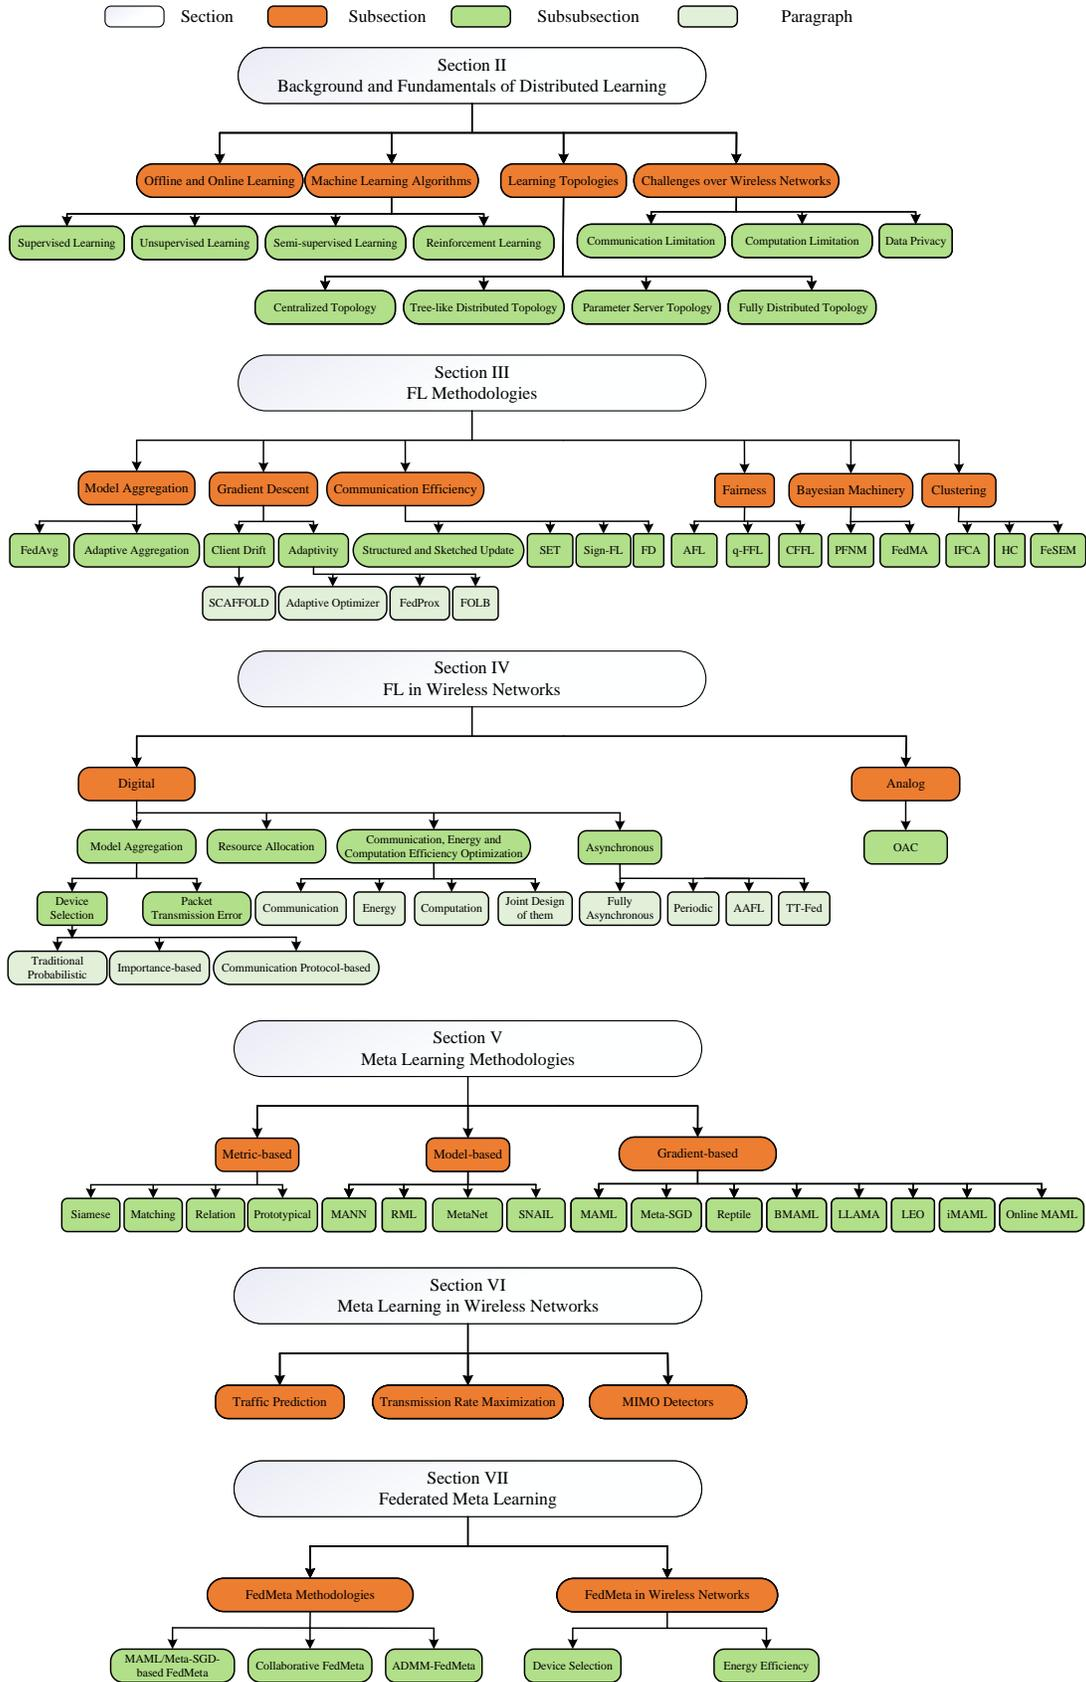 Section
Subsection
Subsubsection
Paragraph
Section II
Background and Fundamentals of Distributed Learning
Offline and Online Learning
Machine Learning Algorithms
Learning Topologies
Challenges over Wireless Networks
Supervised Learning
Unsupervised Learning
Semi-supervised Learning
Reinforcement Learning
Communication Limitation
Computation Limitation
Data Privacy
Centralized Topology
Tree-like Distributed Topology
Parameter Server Topology
Fully Distributed Topology
Section III
FL Methodologies
Model Aggregation
Gradient Descent
Communication Efficiency
Fairness
Bayesian Machinery
Clustering
FedAvg
Adaptive Aggregation
Client Drift
Adaptivity
Structured and Sketched Update
SET
Sign-FL
FD
AFL
q-FFL
CFFL
PFNM
FedMA
IFCA
HC
FeSEM
SCAFFOLD
Adaptive Optimizer
FedProx
FOLB
Section IV
FL in Wireless Networks
Digital
Analog
Model Aggregation
Resource Allocation
Communication, Energy and
Computation Efficiency Optimization
Asynchronous
OAC
Device
Selection
Packet
Transmission Error
Communication
Energy
Computation
Joint Design
of them
Fully
Asynchronous
Periodic
AAFL
TT-Fed
Traditional
Probabilistic
Importance-based
Communication Protocol-based
Section V
Meta Learning Methodologies
Metric-based
Model-based
Gradient-based
Siamese
Matching
Relation
Prototypical
MANN
RML
MetaNet
SNAIL
MAML
Meta-SGD
Reptile
BMAML
LLAMA
LEO
iMAML
Online MAML
Section VI
Meta Learning in Wireless Networks
Traffic Prediction
Transmission Rate Maximization
MIMO Detectors
Section VII
Federated Meta Learning
FedMeta Methodologies
FedMeta in Wireless Networks
MAML/Meta-SGD-
based FedMeta
Collaborative FedMeta
ADMM-FedMeta
Device Selection
Energy Efficiency